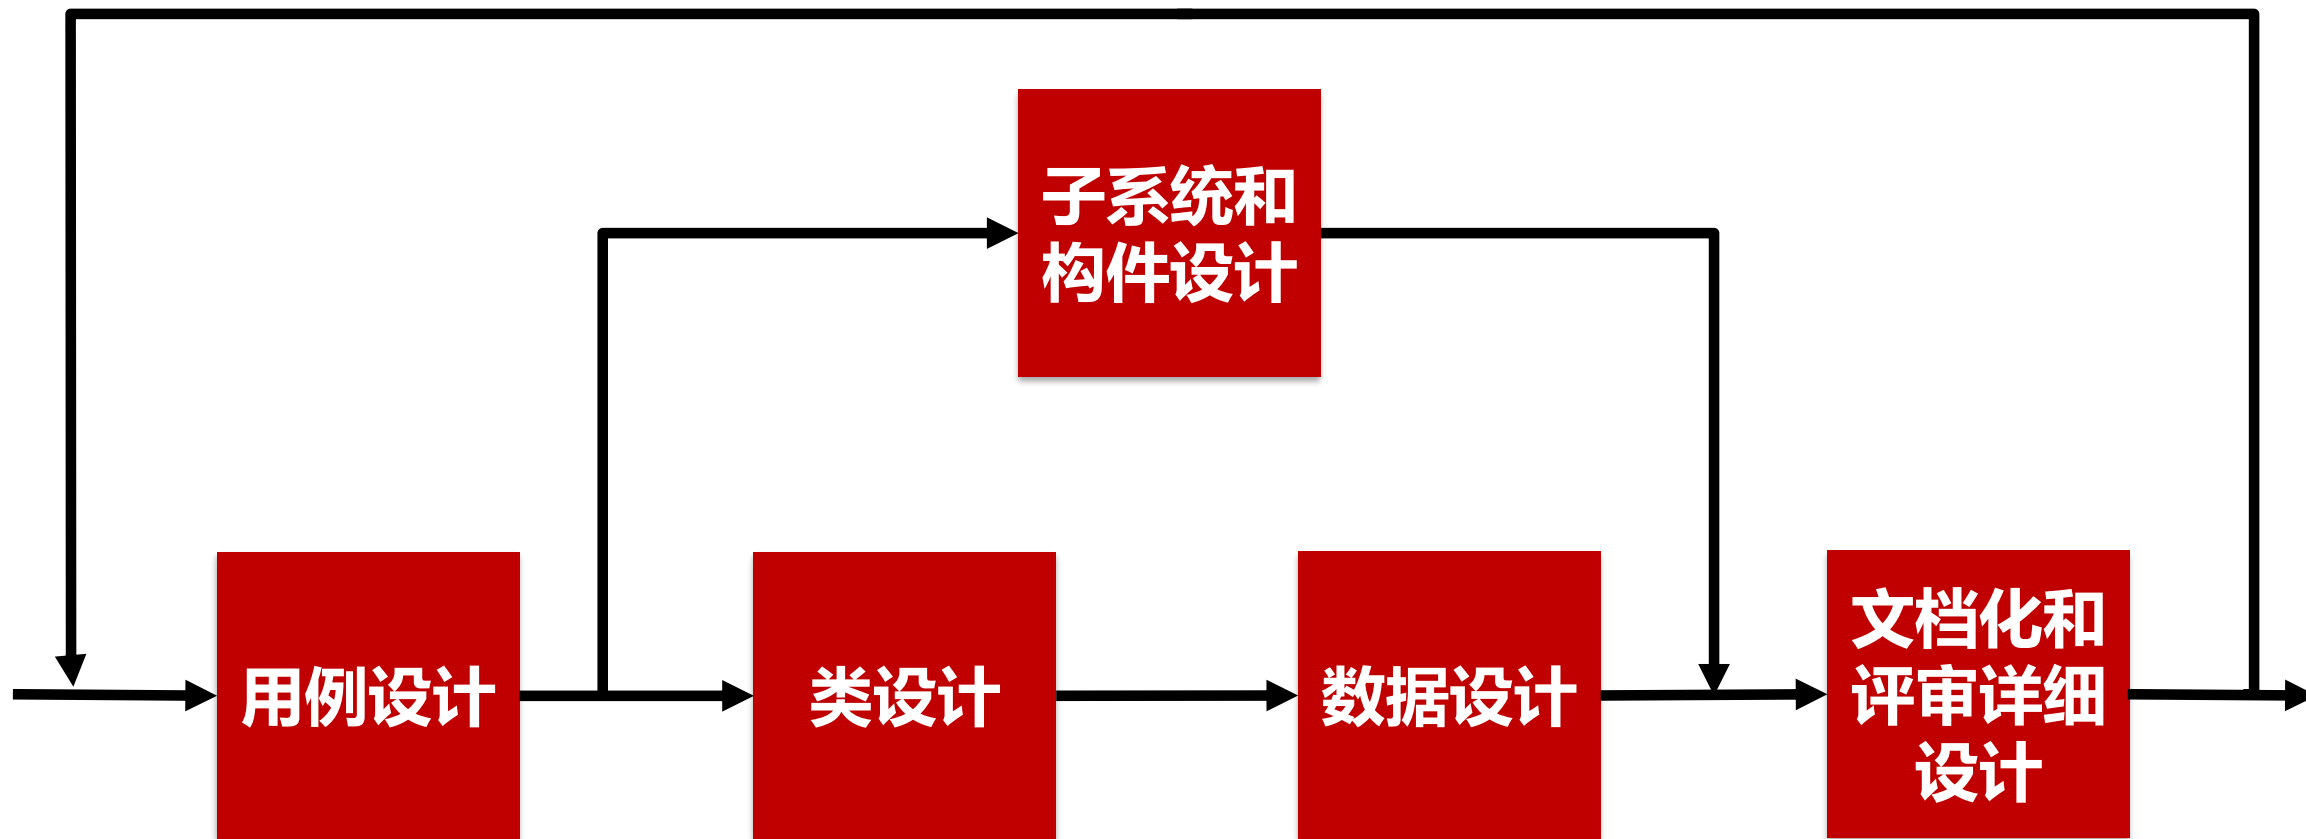 子系统和
构件设计
用例设计
类设计
数据设计
文档化和
评审详细
设计